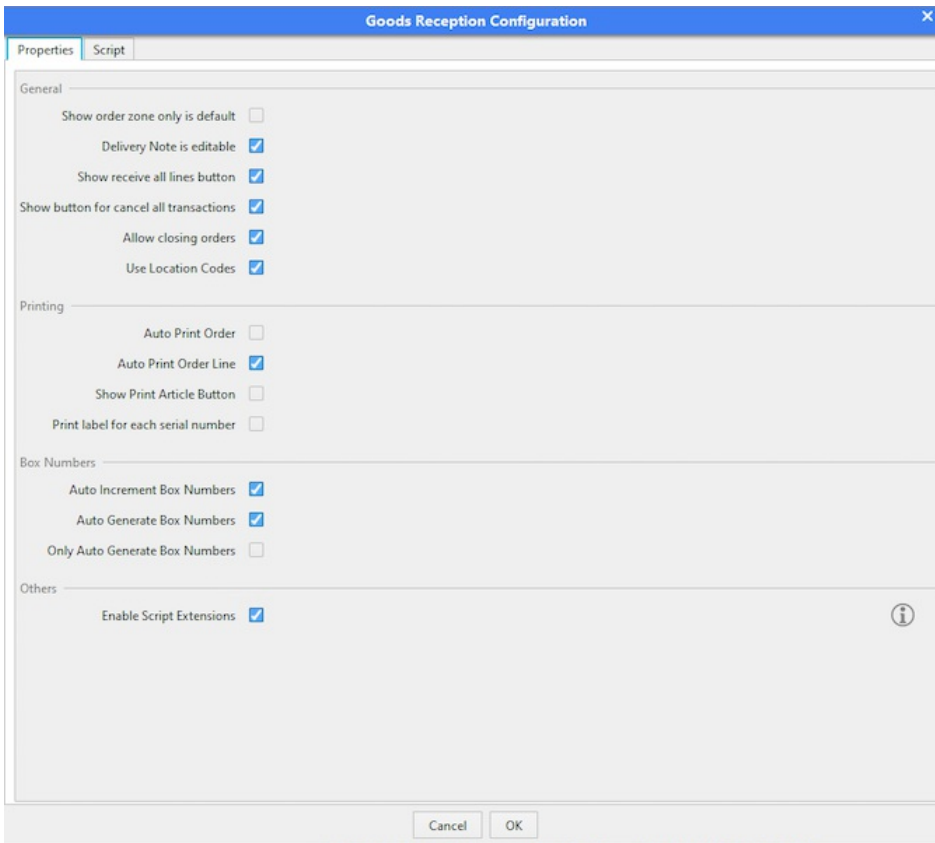 Goods Reception Configuration
Properties Script
General
Show order zone only is default
Delivery Note is editable
Show receive all lines button
Show button for cancel all transactions
Allow closing orders
Use Location Codes
Printing
Auto Print Order
Auto Print Order Line
Show Print Article Button
Print label for each serial number
Box Numbers
Auto Increment Box Numbers
Auto Generate Box Numbers
Only Auto Generate Box Numbers
Others
Enable Script Extensions
Cancel OK